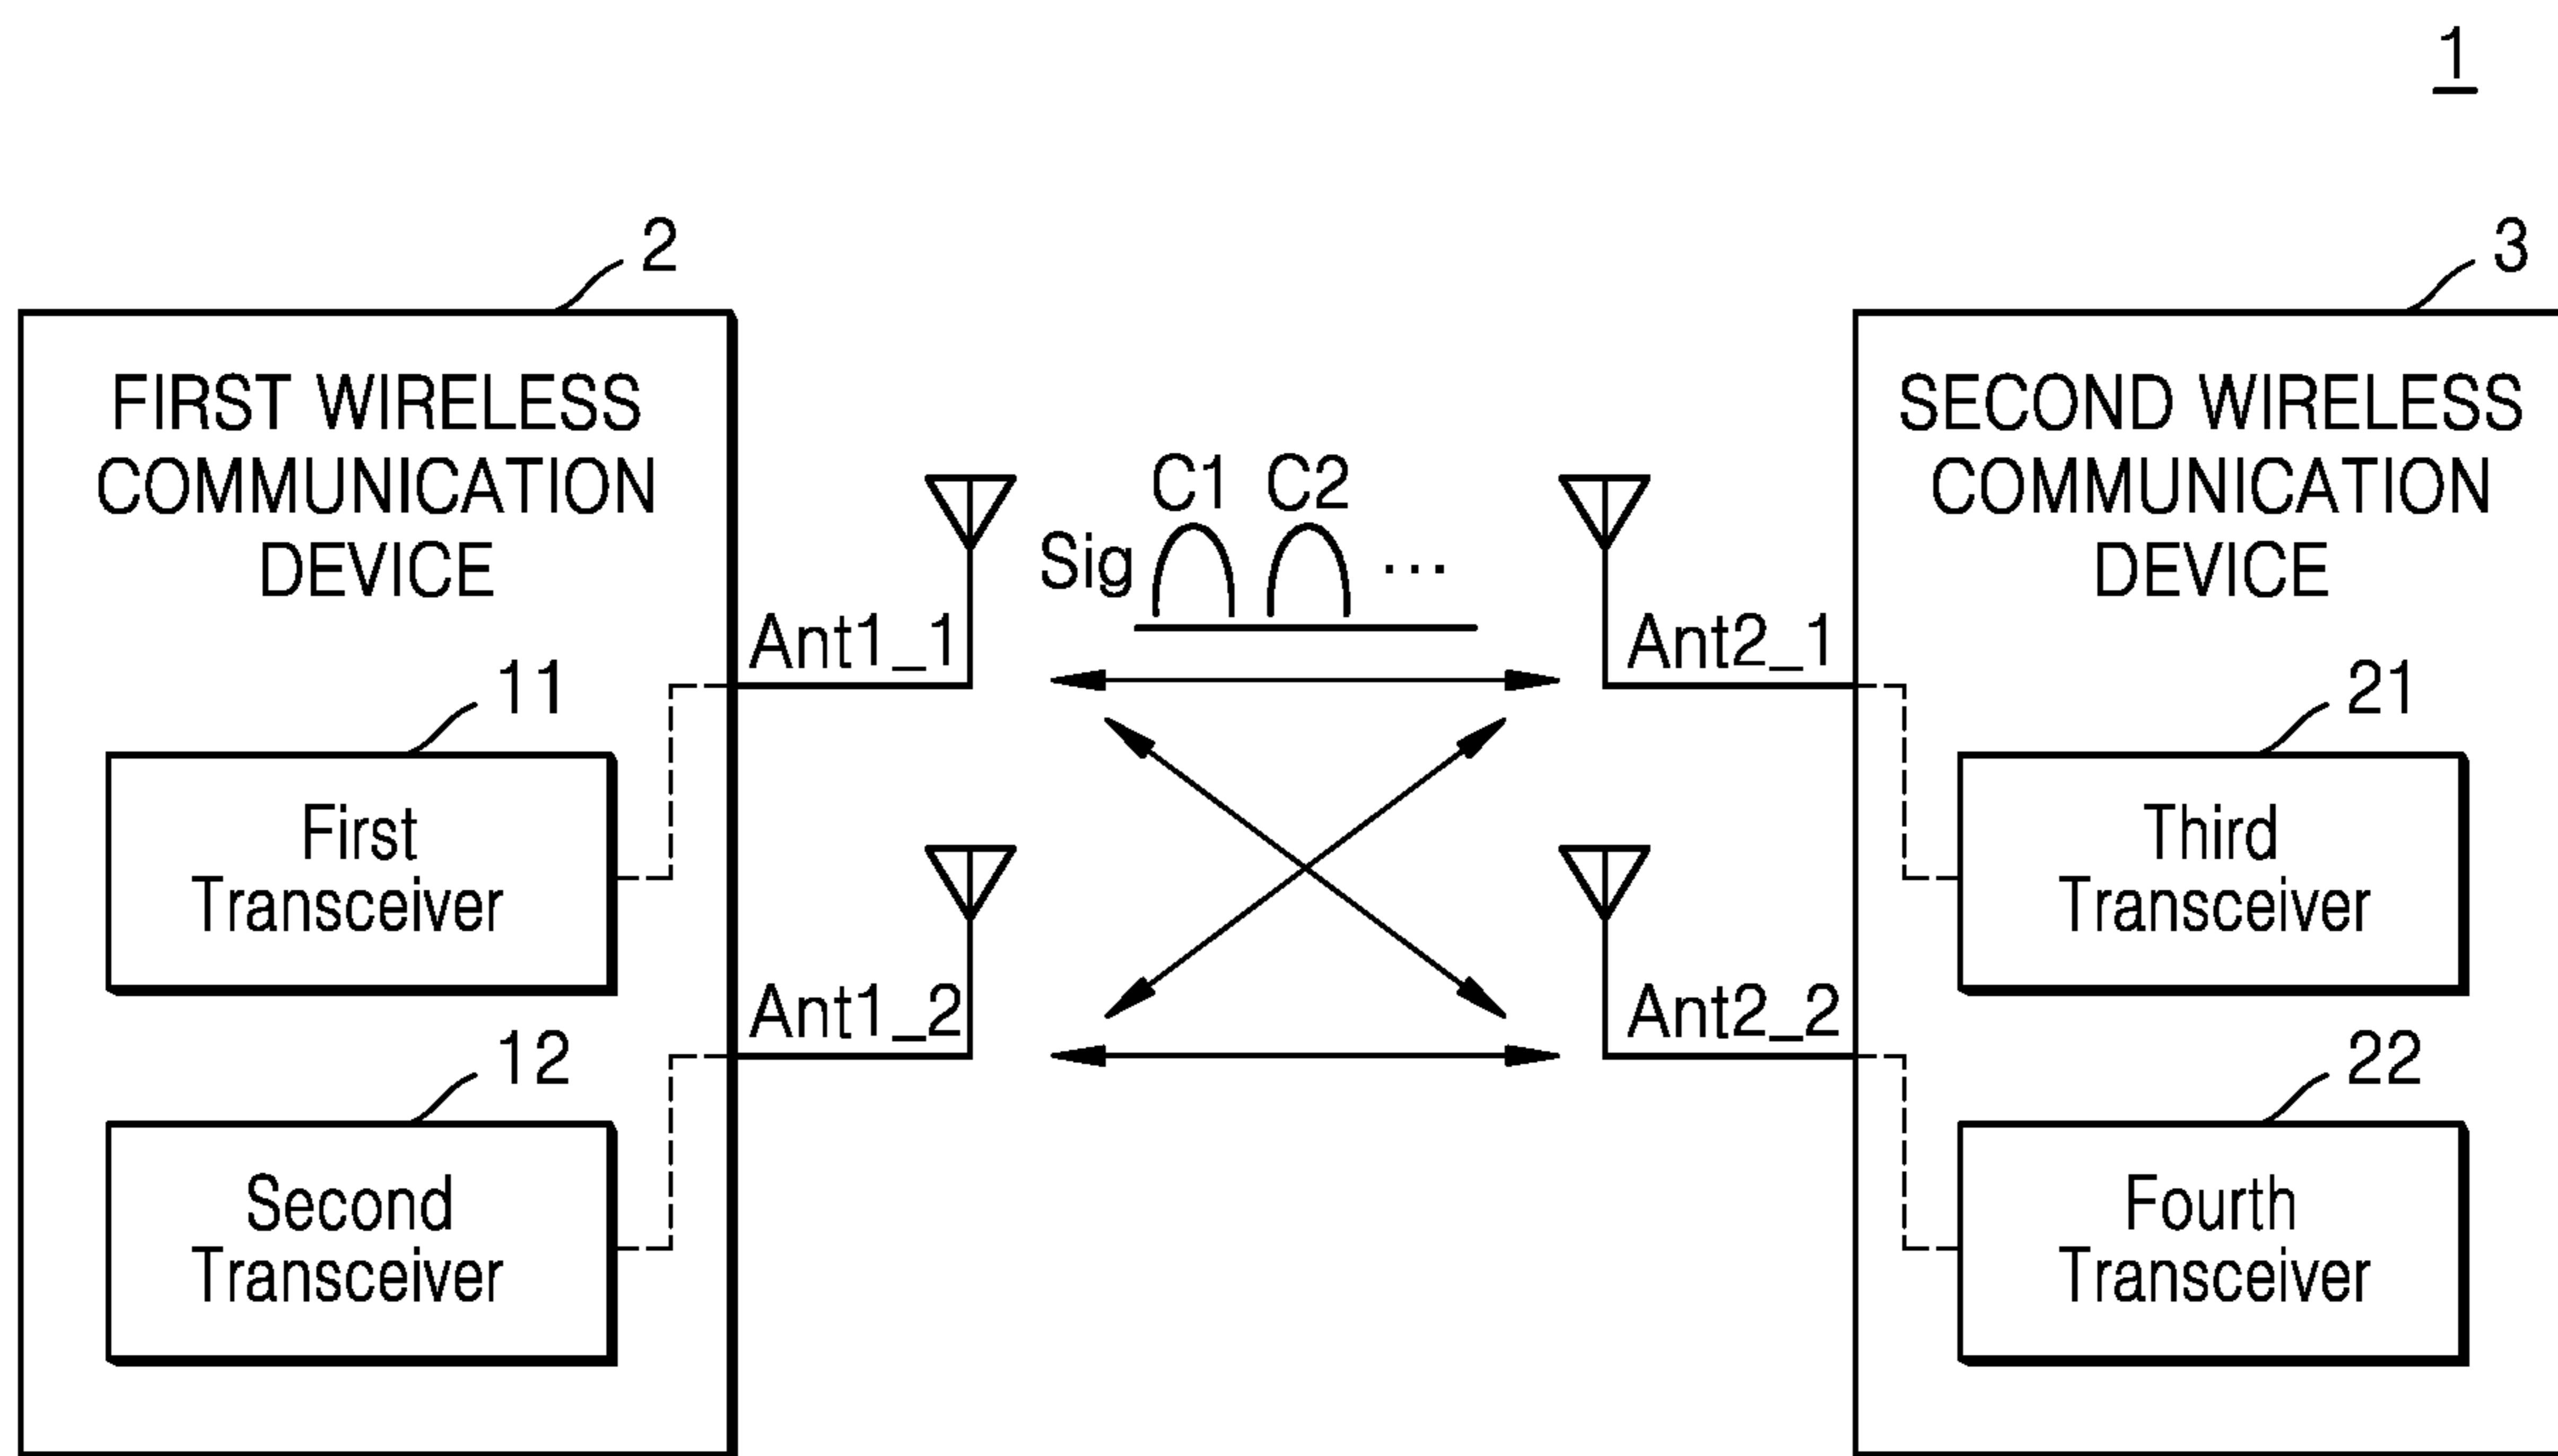 1
2
3
FIRST WIRELESS
COMMUNICATION
DEVICE
SECOND WIRELESS
COMMUNICATION
DEVICE
C1 C2
Sig ...
Ant1_1
Ant2_1
11
21
First
Transceiver
Third
Transceiver
Ant1_2
Ant2_2
12
22
Second
Transceiver
Fourth
Transceiver